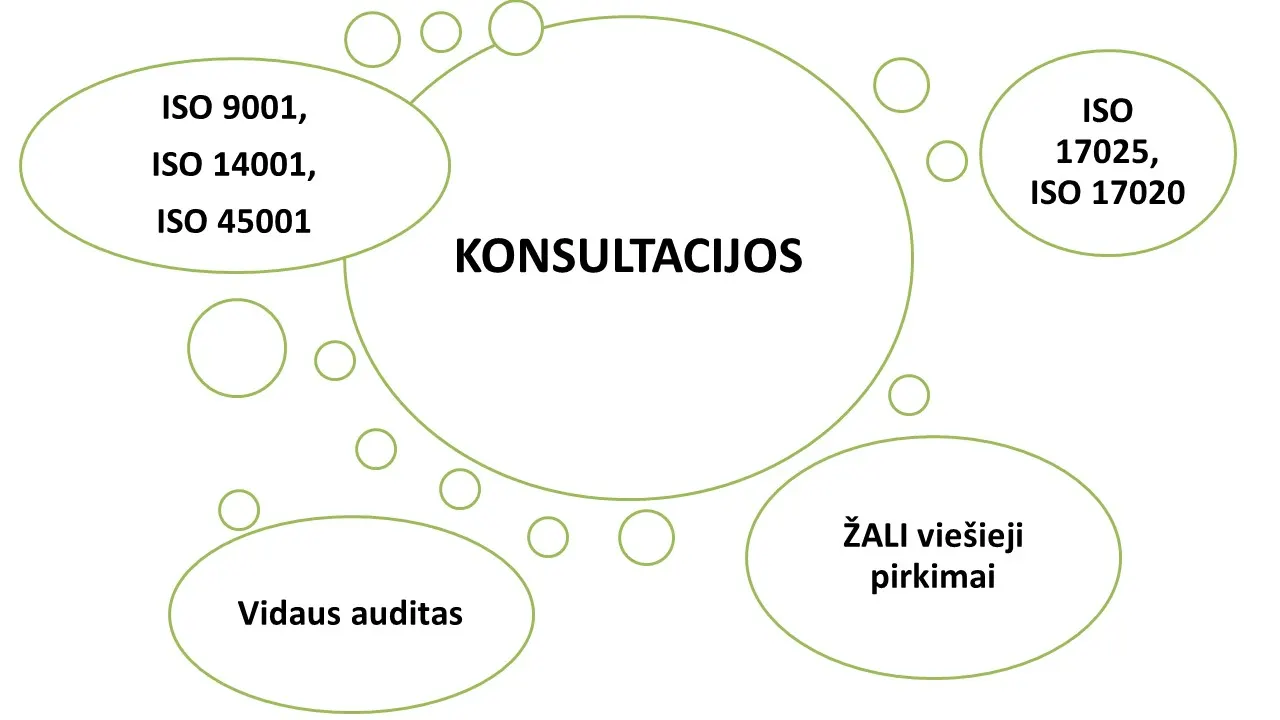 ISO 9001,
ISO 14001,
ISO 45001
KONSULTACIJOS
ISO
17025,
ISO 17020
Vidaus auditas
ŽALI viešieji
pirkimai